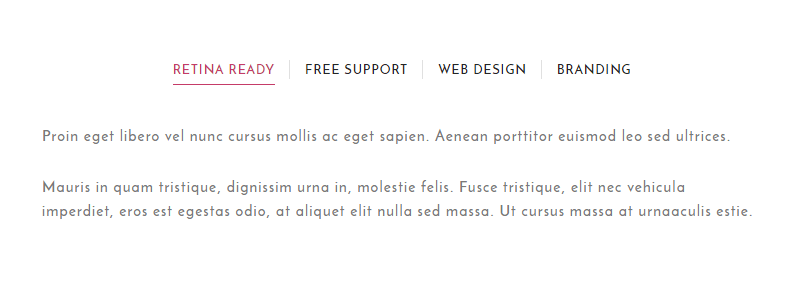 RETINA READY FREE SUPPORT WEB DESIGN BRANDING
Proin eget libero vel nunc cursus mollis ac eget sapien. Aenean porttitor euismod leo sed ultrices.
Mauris in quam tristique, dignissim urna in, molestie felis. Fusce tristique, elit nec vehicula
imperdiet, eros est egestas odio, at aliquet elit nulla sed massa. Ut cursus massa at urnaaculis estie.